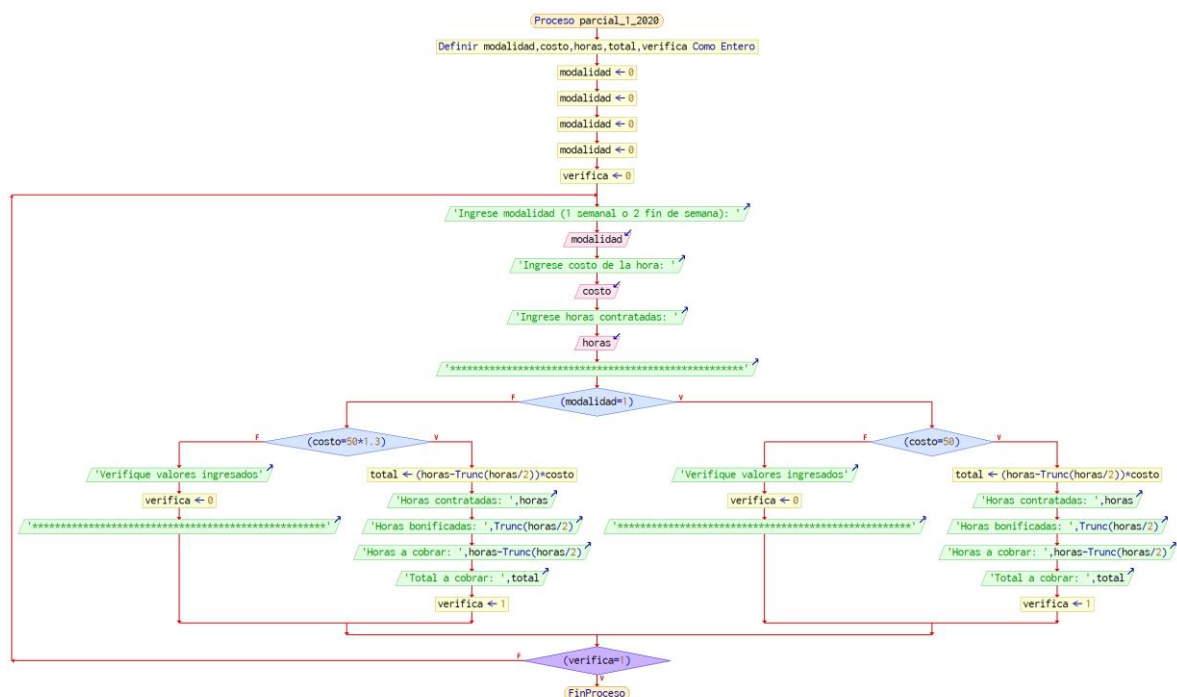 Proceso parcial_1_2020
Definir modalidad,costo,horas,total,verifica Como Entero
modalidad ← 0
modalidad ← 0
modalidad ← 0
modalidad ← 0
verifica ← 0
'Ingrese modalidad (1 semanal o 2 fin de semana): '
modalidad
'Ingrese costo de la hora: '
costo
'Ingrese horas contratadas: '
horas
'****************************************************'
F (modalidad=1) V
F (costo=50*1.3) V
'Verifique valores ingresados'
verifica ← 0
'****************************************************'
total ← (horas-Trunc(horas/2))*costo
'Horas contratadas: ',horas
'Horas bonificadas: ',Trunc(horas/2)
'Horas a cobrar: ',horas-Trunc(horas/2)
'Total a cobrar: ',total
verifica ← 1
F (costo=50) V
'Verifique valores ingresados'
verifica ← 0
'****************************************************'
total ← (horas-Trunc(horas/2))*costo
'Horas contratadas: ',horas
'Horas bonificadas: ',Trunc(horas/2)
'Horas a cobrar: ',horas-Trunc(horas/2)
'Total a cobrar: ',total
verifica ← 1
F (verifica=1)
V
FinProceso